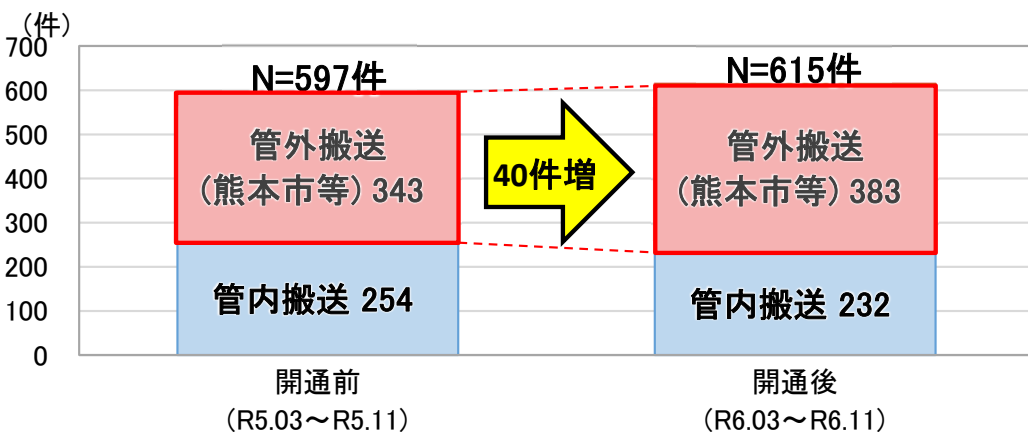 （件）
700
600
500
400
300
200
100
0
N=597件
管外搬送
(熊本市等) 343
管内搬送 254
40件増
N=615件
管外搬送
(熊本市等) 383
管内搬送 232
開通前
（R5.03～R5.11）
開通後
（R6.03～R6.11）